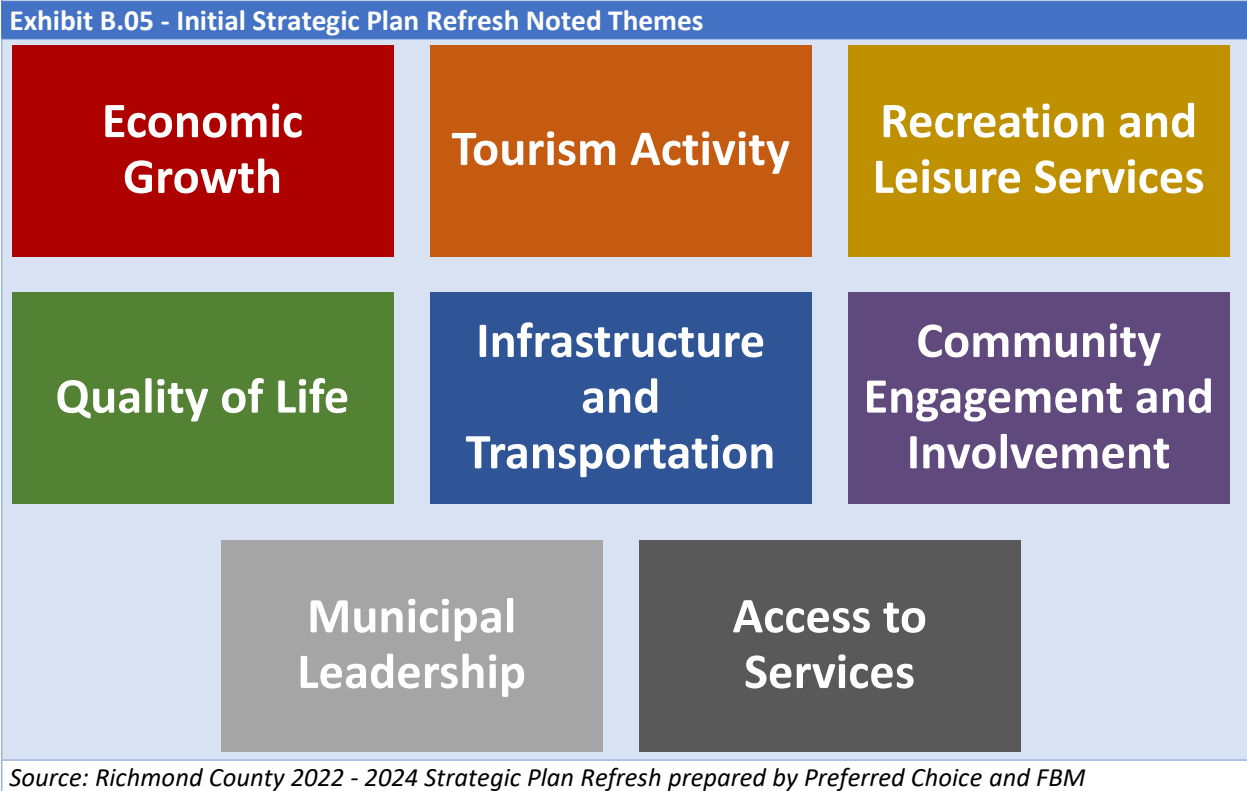 Exhibit B.05 - Initial Strategic Plan Refresh Noted Themes
Economic
Growth
Tourism Activity
Recreation and
Leisure Services
Quality of Life
Infrastructure
and
Transportation
Community
Engagement and
Involvement
Municipal
Leadership
Access to
Services
Source: Richmond County 2022 - 2024 Strategic Plan Refresh prepared by Preferred Choice and FBM